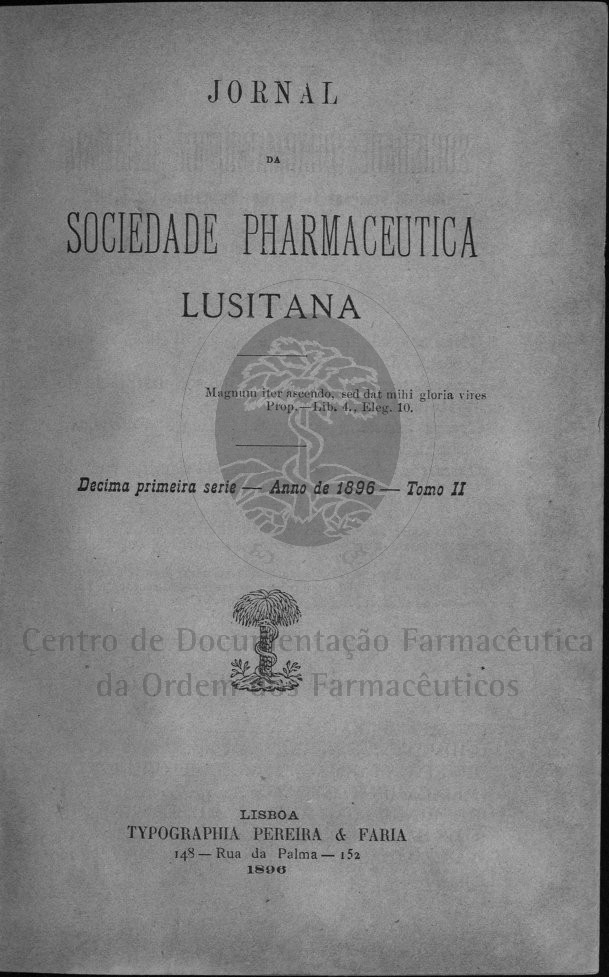 JORNAL
DA
SOCIEDADE PHARMACEUTICA
LUSITANA
Magnum iter ascendo, sed dat mihi gloria vires
Prop.—Lib. 4., Eleg. 10.
Decima primeira serie — Anno de 1896 — Tomo II
Centro de Documentação Farmacêutica
da Ordem dos Farmacêuticos
LISBOA
TYPOGRAPHIA PEREIRA & FARIA
148 — Rua da Palma — 152
1896